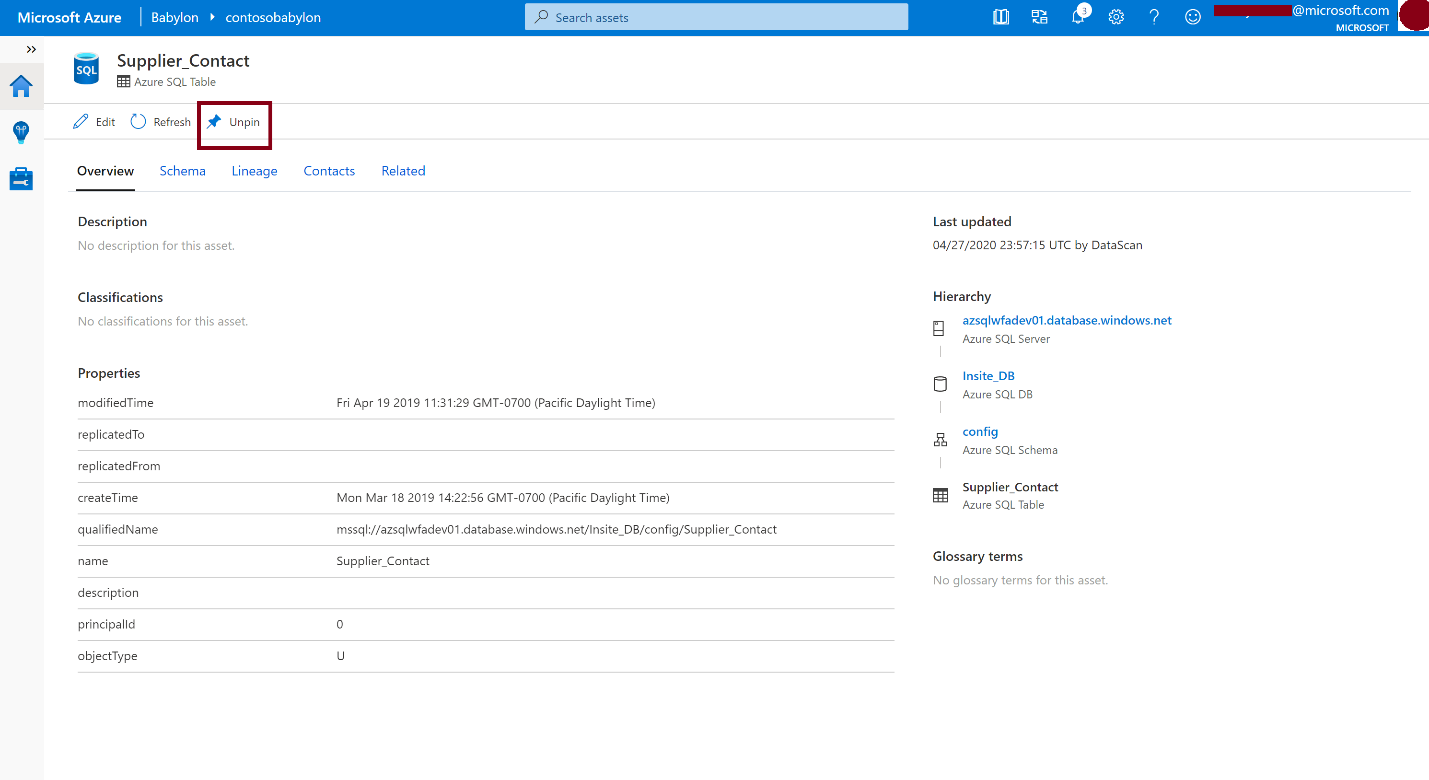 Microsoft Azure Babylon contosobabylon Search assets 3 @microsoft.com
MICROSOFT
SQL
Supplier_Contact
Azure SQL Table
Edit Refresh Unpin
Overview Schema Lineage Contacts Related
Description
No description for this asset.
Classifications
No classifications for this asset.
Properties
modifiedTime Fri Apr 19 2019 11:31:29 GMT-0700 (Pacific Daylight Time)
replicatedTo
replicatedFrom
createTime Mon Mar 18 2019 14:22:56 GMT-0700 (Pacific Daylight Time)
qualifiedName mssql://azsqlwfadev01.database.windows.net/Insite_DB/config/Supplier_Contact
name Supplier_Contact
description
principalId 0
objectType U
Last updated
04/27/2020 23:57:15 UTC by DataScan
Hierarchy
azsqlwfadev01.database.windows.net
Azure SQL Server
Insite_DB
Azure SQL DB
config
Azure SQL Schema
Supplier_Contact
Azure SQL Table
Glossary terms
No glossary terms for this asset.